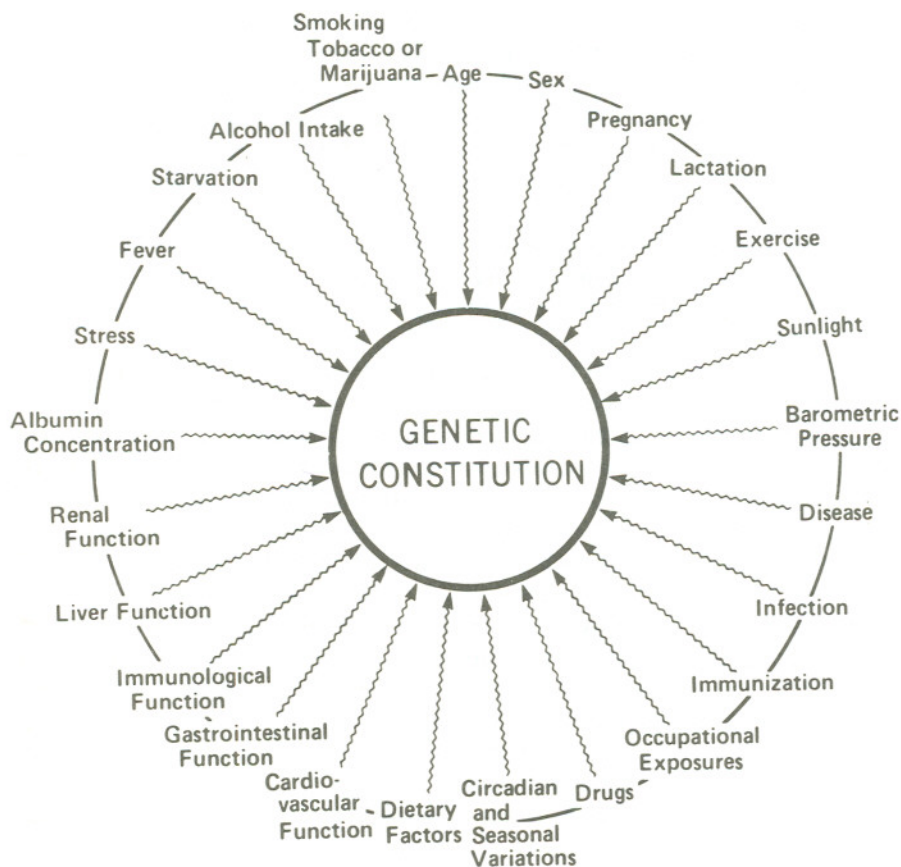 Smoking
Tobacco or
Marijuana
Age
Sex
Pregnancy
Lactation
Exercise
Sunlight
Barometric
Pressure
Disease
Infection
Immunization
Occupational
Exposures
Drugs
Circadian
and
Seasonal
Variations
Dietary
Factors
Cardio-
vascular
Function
Gastrointestinal
Function
Immunological
Function
Liver Function
Renal
Function
Albumin
Concentration
Stress
Fever
Starvation
Alcohol Intake
GENETIC
CONSTITUTION